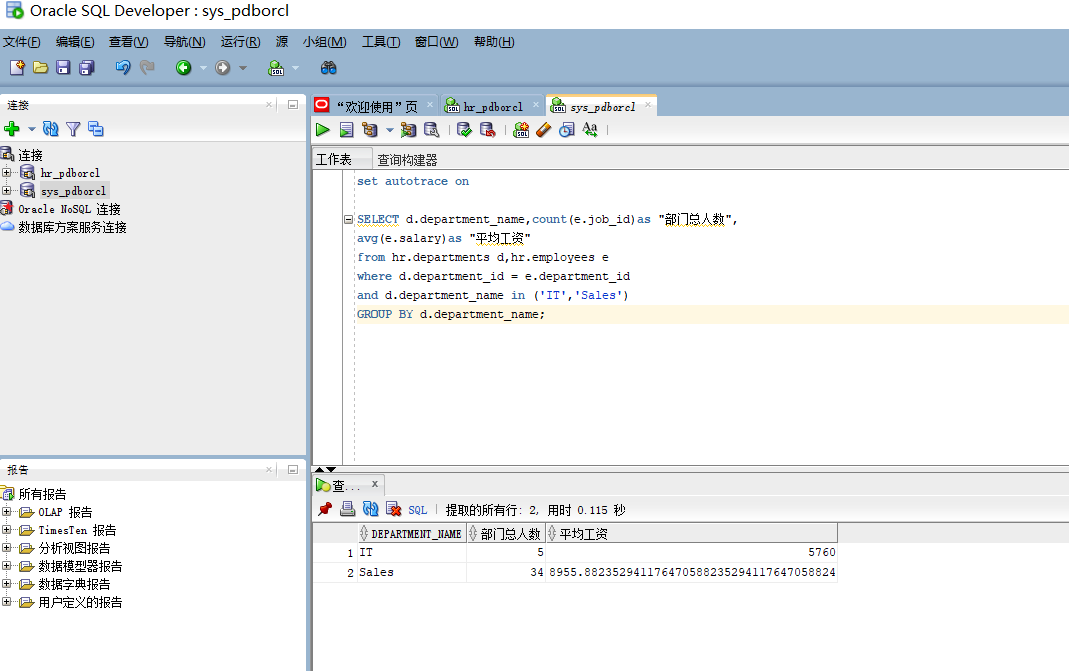 Oracle SQL Developer : sys_pdborcl
文件(F) 编辑(E) 查看(V) 导航(N) 运行(R) 源 小组(M) 工具(T) 窗口(W) 帮助(H)
连接
连接
hr_pdborcl
sys_pdborcl
Oracle NoSQL 连接
数据库方案服务连接
报告
所有报告
OLAP 报告
TimesTen 报告
分析视图报告
数据模型器报告
数据字典报告
用户定义的报告
“欢迎使用”页 hr_pdborcl sys_pdborcl
工作表 查询构建器
set autotrace on
SELECT d.department_name,count(e.job_id)as "部门总人数",
avg(e.salary)as "平均工资"
from hr.departments d,hr.employees e
where d.department_id = e.department_id
and d.department_name in ('IT','Sales')
GROUP BY d.department_name;
查...
SQL 提取的所有行: 2, 用时 0.115 秒
DEPARTMENT_NAME 部门总人数 平均工资
1 IT 5 5760
2 Sales 34 8955.88235294117647058823529411764705882​4